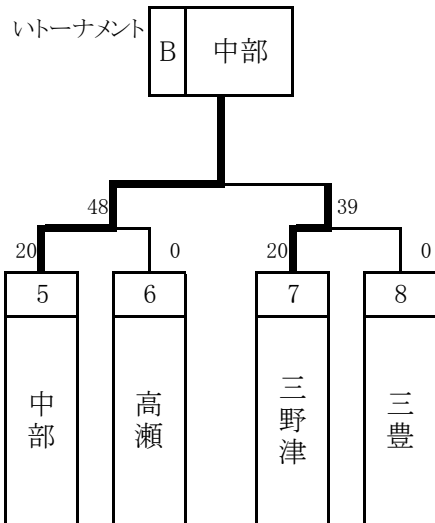 いトーナメント B 中部
48 39
20 0 20 0
5 6 7 8
中部 高瀬 三野津 三豊